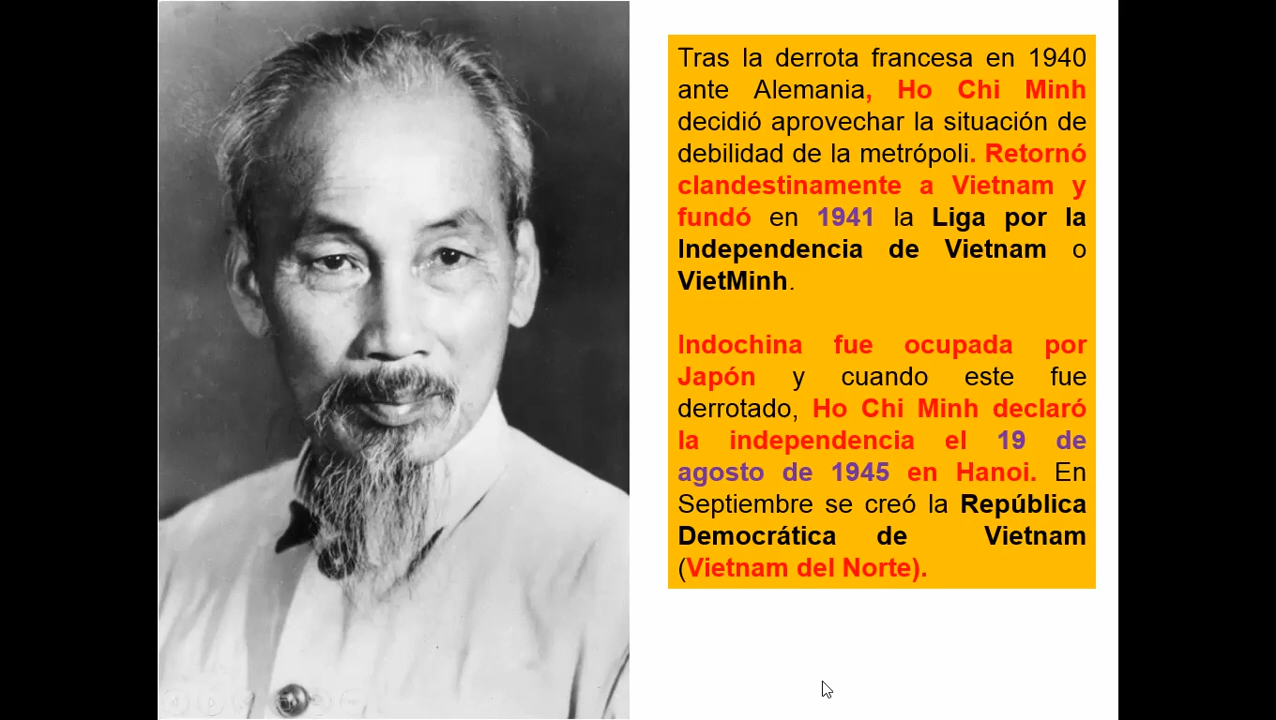 Tras la derrota francesa en 1940
ante Alemania, Ho Chi Minh
decidió aprovechar la situación de
debilidad de la metrópoli. Retornó
clandestinamente a Vietnam y
fundó en 1941 la Liga por la
Independencia de Vietnam o
VietMinh.
Indochina fue ocupada por
Japón y cuando este fue
derrotado, Ho Chi Minh declaró
la independencia el 19 de
agosto de 1945 en Hanoi. En
Septiembre se creó la República
Democrática de Vietnam
(Vietnam del Norte).